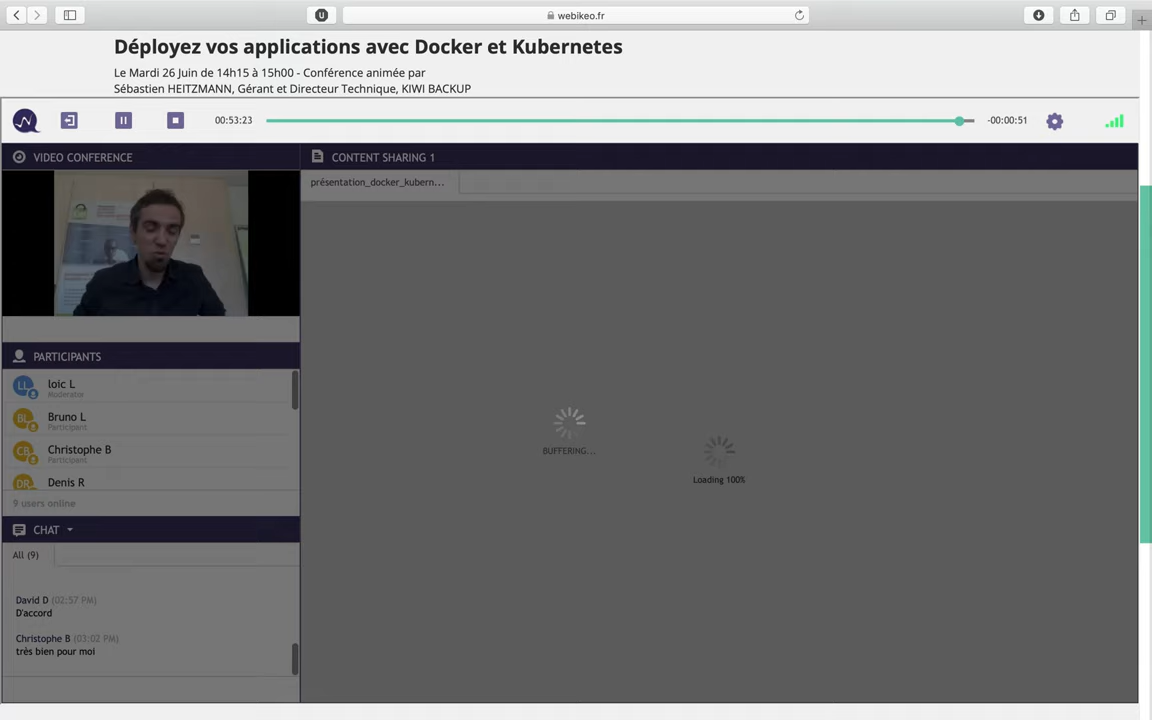 webikeo.fr
Déployez vos applications avec Docker et Kubernetes
Le Mardi 26 Juin de 14h15 à 15h00 - Conférence animée par
Sébastien HEITZMANN, Gérant et Directeur Technique, KIWI BACKUP
00:53:23
-00:00:51
VIDEO CONFERENCE
CONTENT SHARING 1
présentation_docker_kubern...
PARTICIPANTS
LL
loic L
Moderator
BL
Bruno L
Participant
CB
Christophe B
Participant
DR
Denis R
9 users online
BUFFERING...
Loading 100%
CHAT
All (9)
David D (02:57 PM)
D'accord
Christophe B (03:02 PM)
très bien pour moi